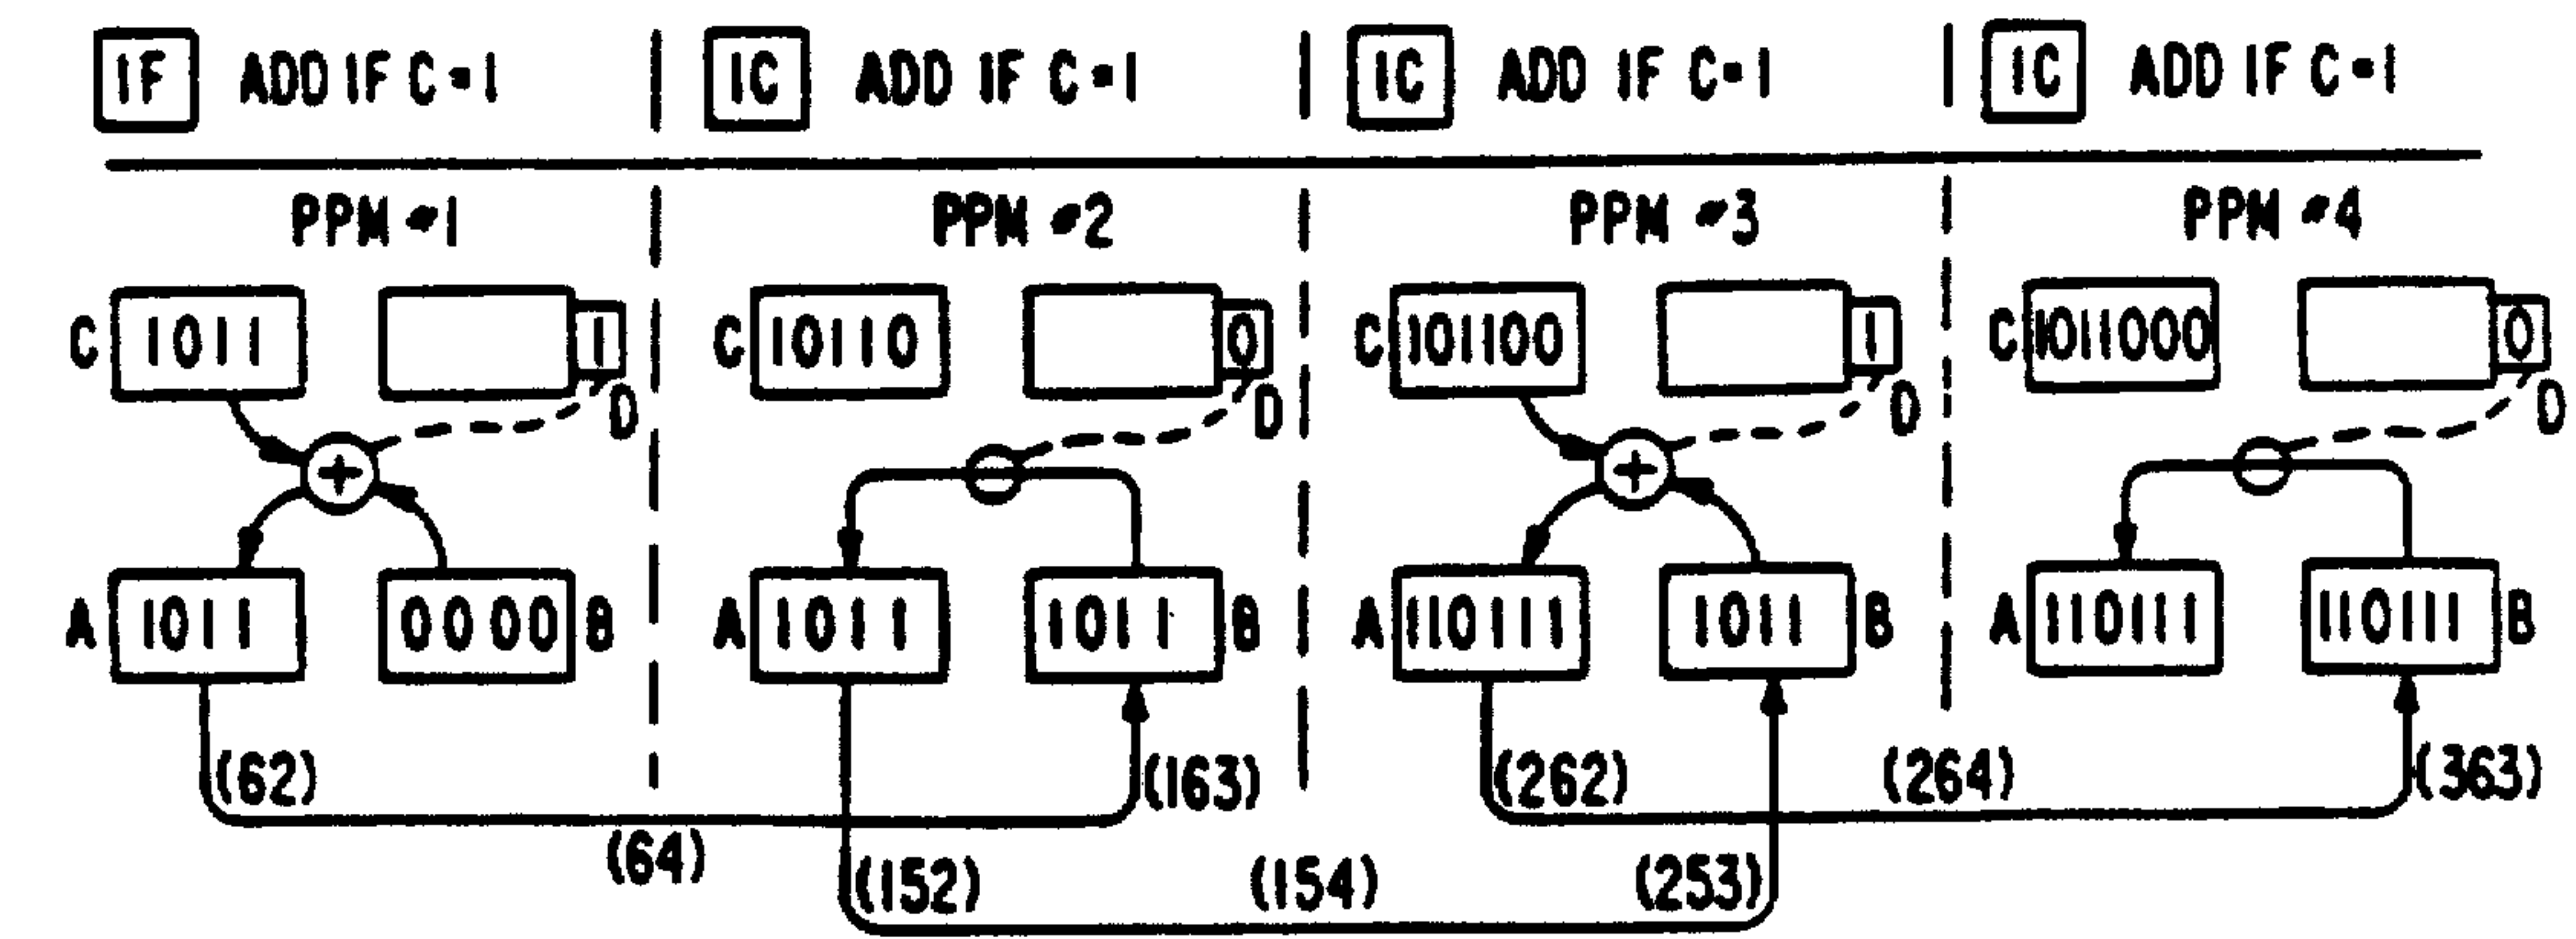 IF ADD IF C=1 IC ADD IF C=1 IC ADD IF C=1 IC ADD IF C=1
PPM #1 PPM #2 PPM #3 PPM #4
C 1011 1 C 10110 0 C 101100 1 C 1011000 0
D D D D
+ +
A 1011 0000 B A 1011 1011 B A 110111 1011 B A 110111 110111 B
(62) (163) (262) (264) (363)
(64) (152) (154) (253)